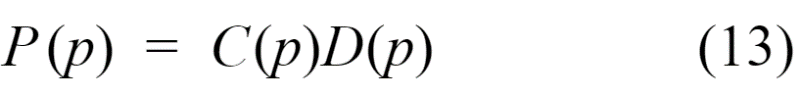 P(p) = C(p)D(p) (13)